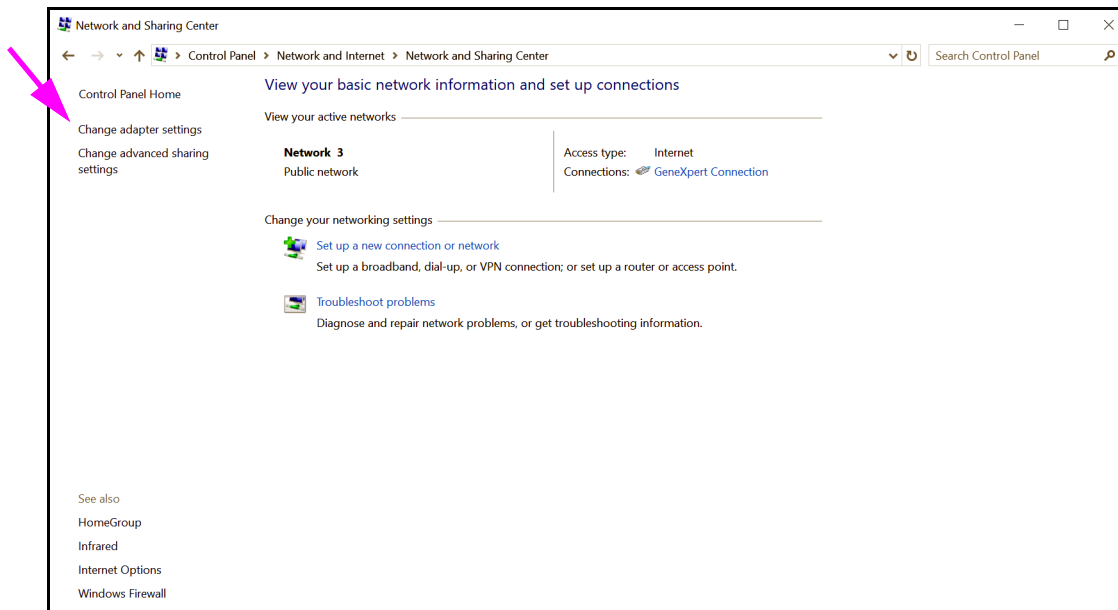 Network and Sharing Center
Control Panel > Network and Internet > Network and Sharing Center
Search Control Panel
Control Panel Home
Change adapter settings
Change advanced sharing
settings
View your basic network information and set up connections
View your active networks
Network 3
Public network
Access type: Internet
Connections: GeneXpert Connection
Change your networking settings
Set up a new connection or network
Set up a broadband, dial-up, or VPN connection; or set up a router or access point.
Troubleshoot problems
Diagnose and repair network problems, or get troubleshooting information.
See also
HomeGroup
Infrared
Internet Options
Windows Firewall